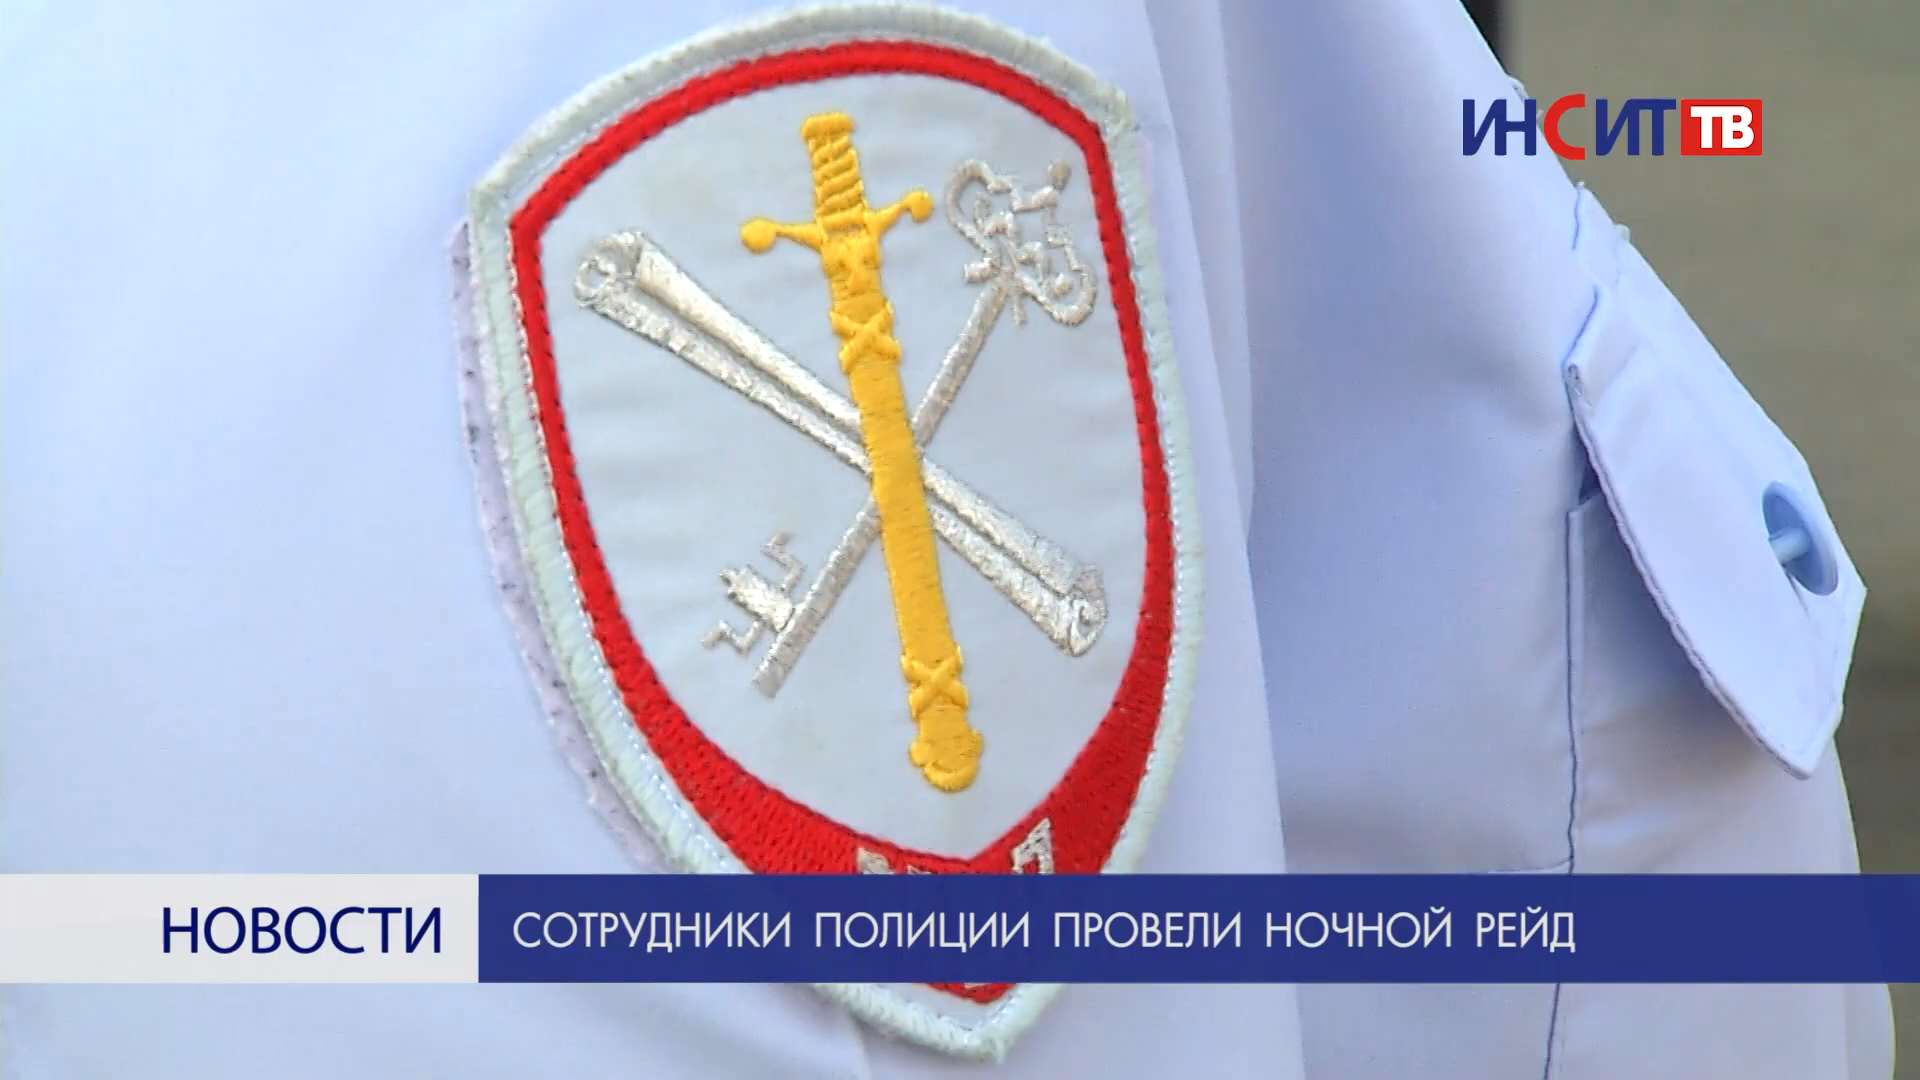 ИНСИТ ТВ
НОВОСТИ
СОТРУДНИКИ ПОЛИЦИИ ПРОВЕЛИ НОЧНОЙ РЕЙД